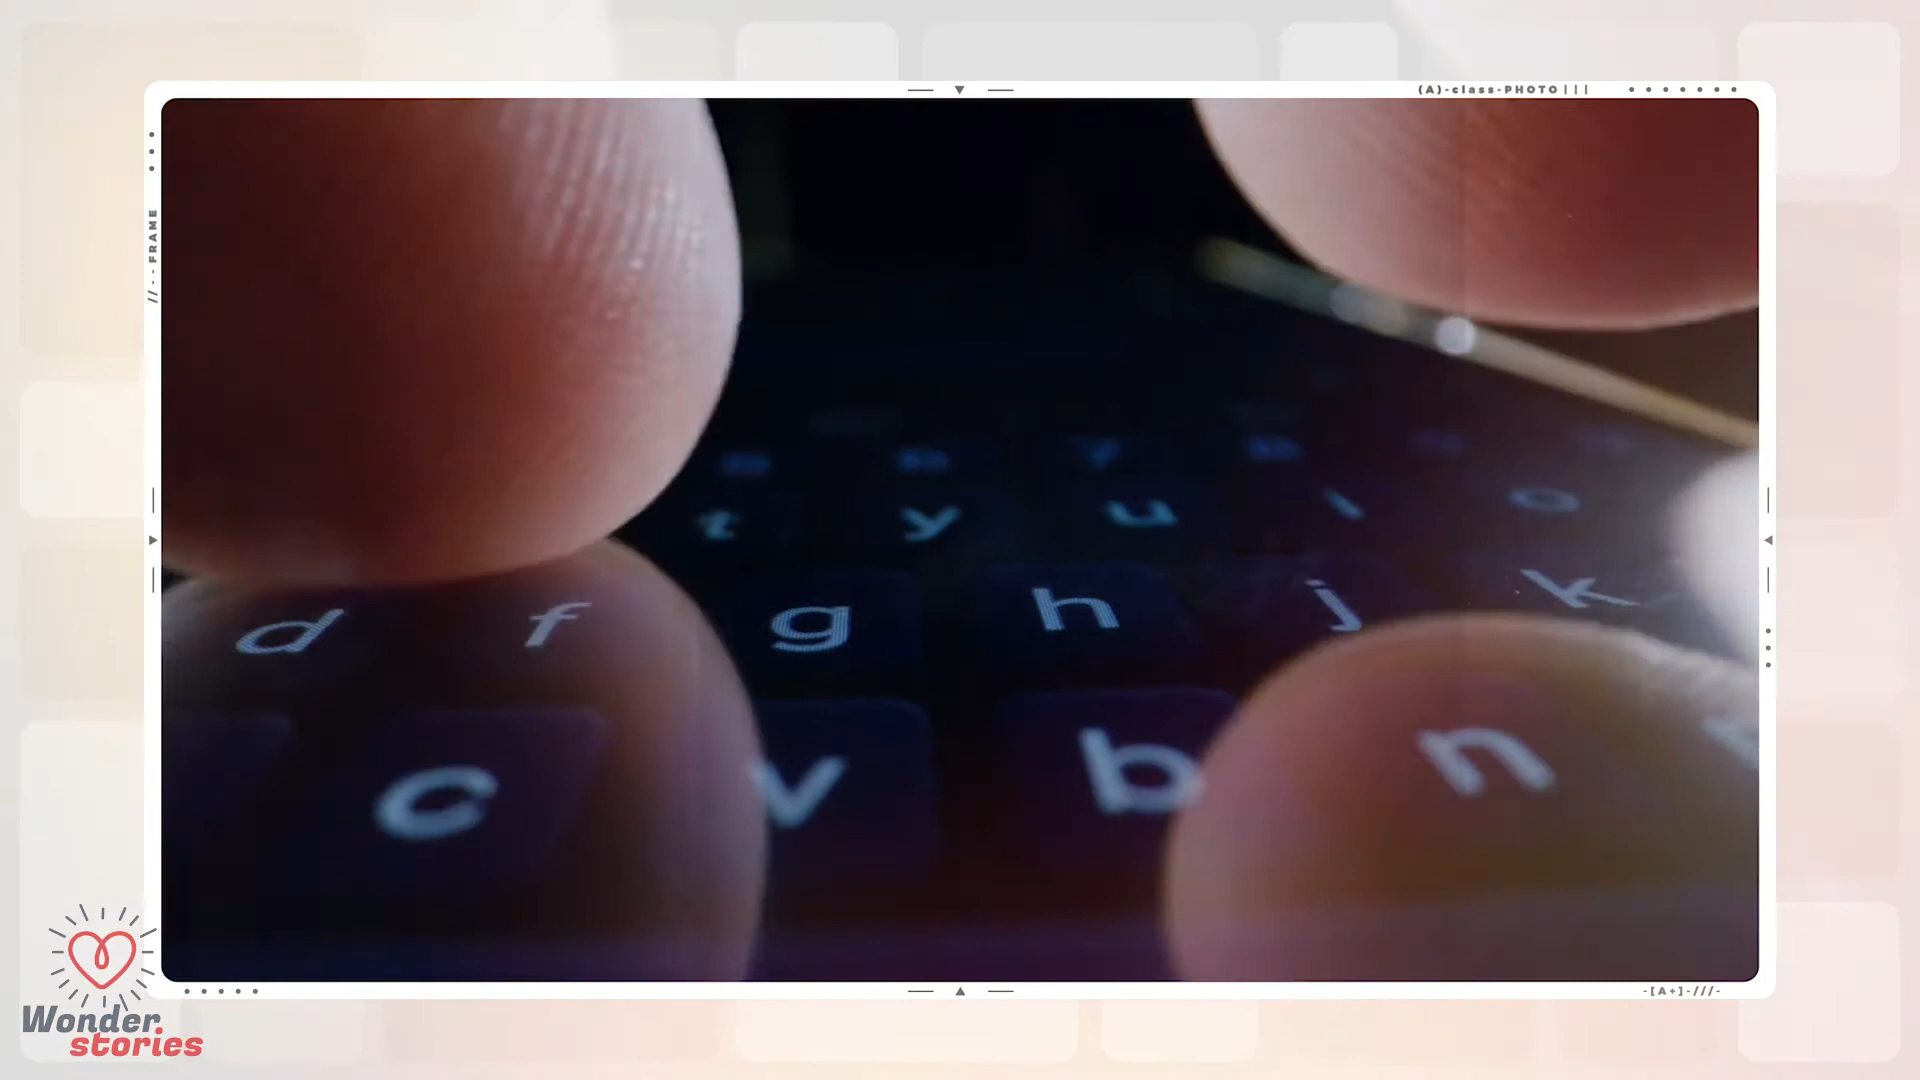 (A)-class-PHOTO|||
//--FRAME
t y u i o
d f g h j k
c v b n
-[A+]-///-
Wonder
stories